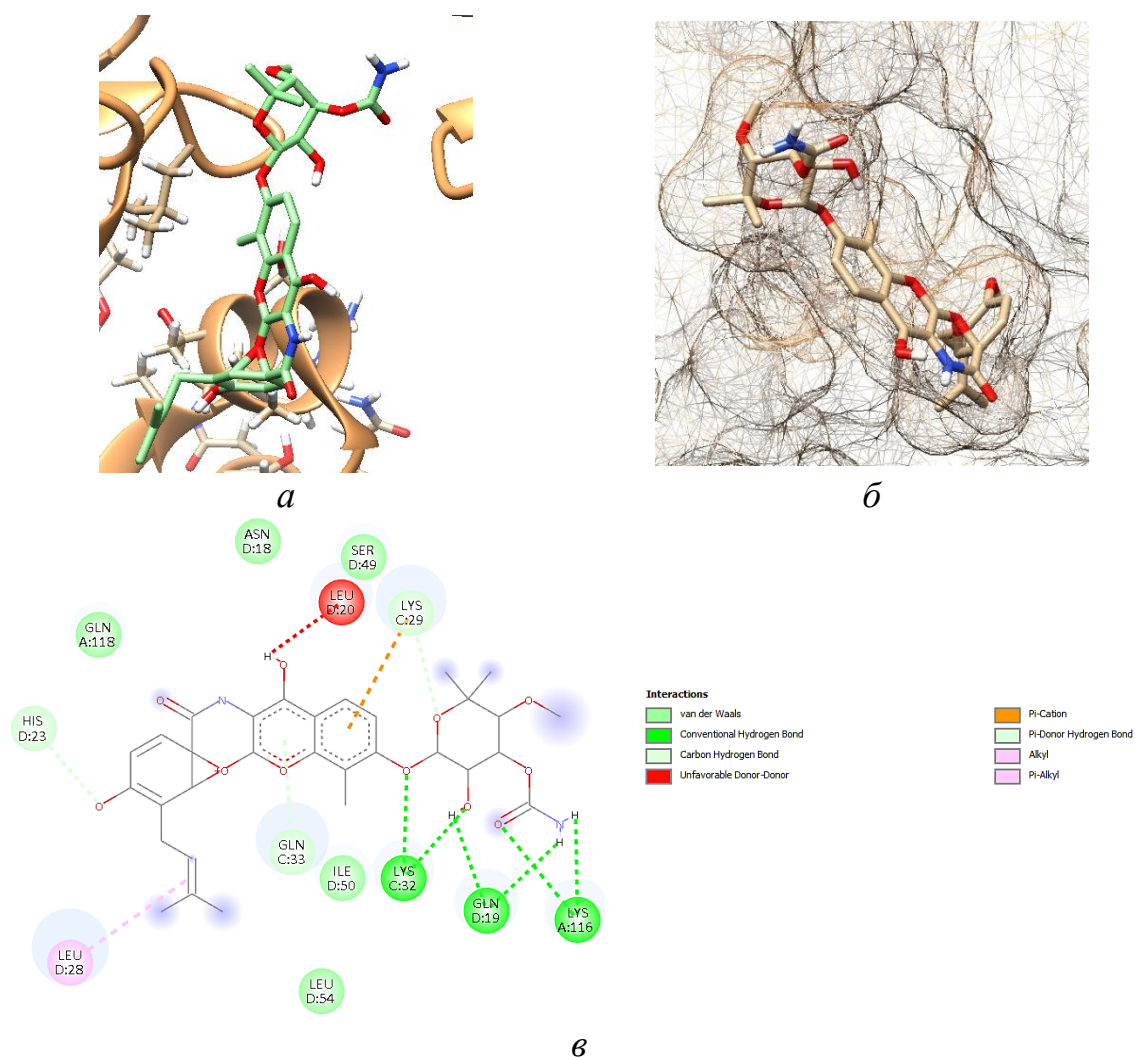 а
б
ASN
D:18
SER
D:49
LEU
D:20
LYS
C:29
GLN
A:118
H
O
O
N
HIS
D:23
O
O
O
O
O
O
O
O
H
O
N
H
H
GLN
C:33
ILE
D:50
LYS
C:32
GLN
D:19
LYS
A:116
LEU
D:28
LEU
D:54
Interactions
van der Waals
Conventional Hydrogen Bond
Carbon Hydrogen Bond
Unfavorable Donor-Donor
Pi-Cation
Pi-Donor Hydrogen Bond
Alkyl
Pi-Alkyl
в